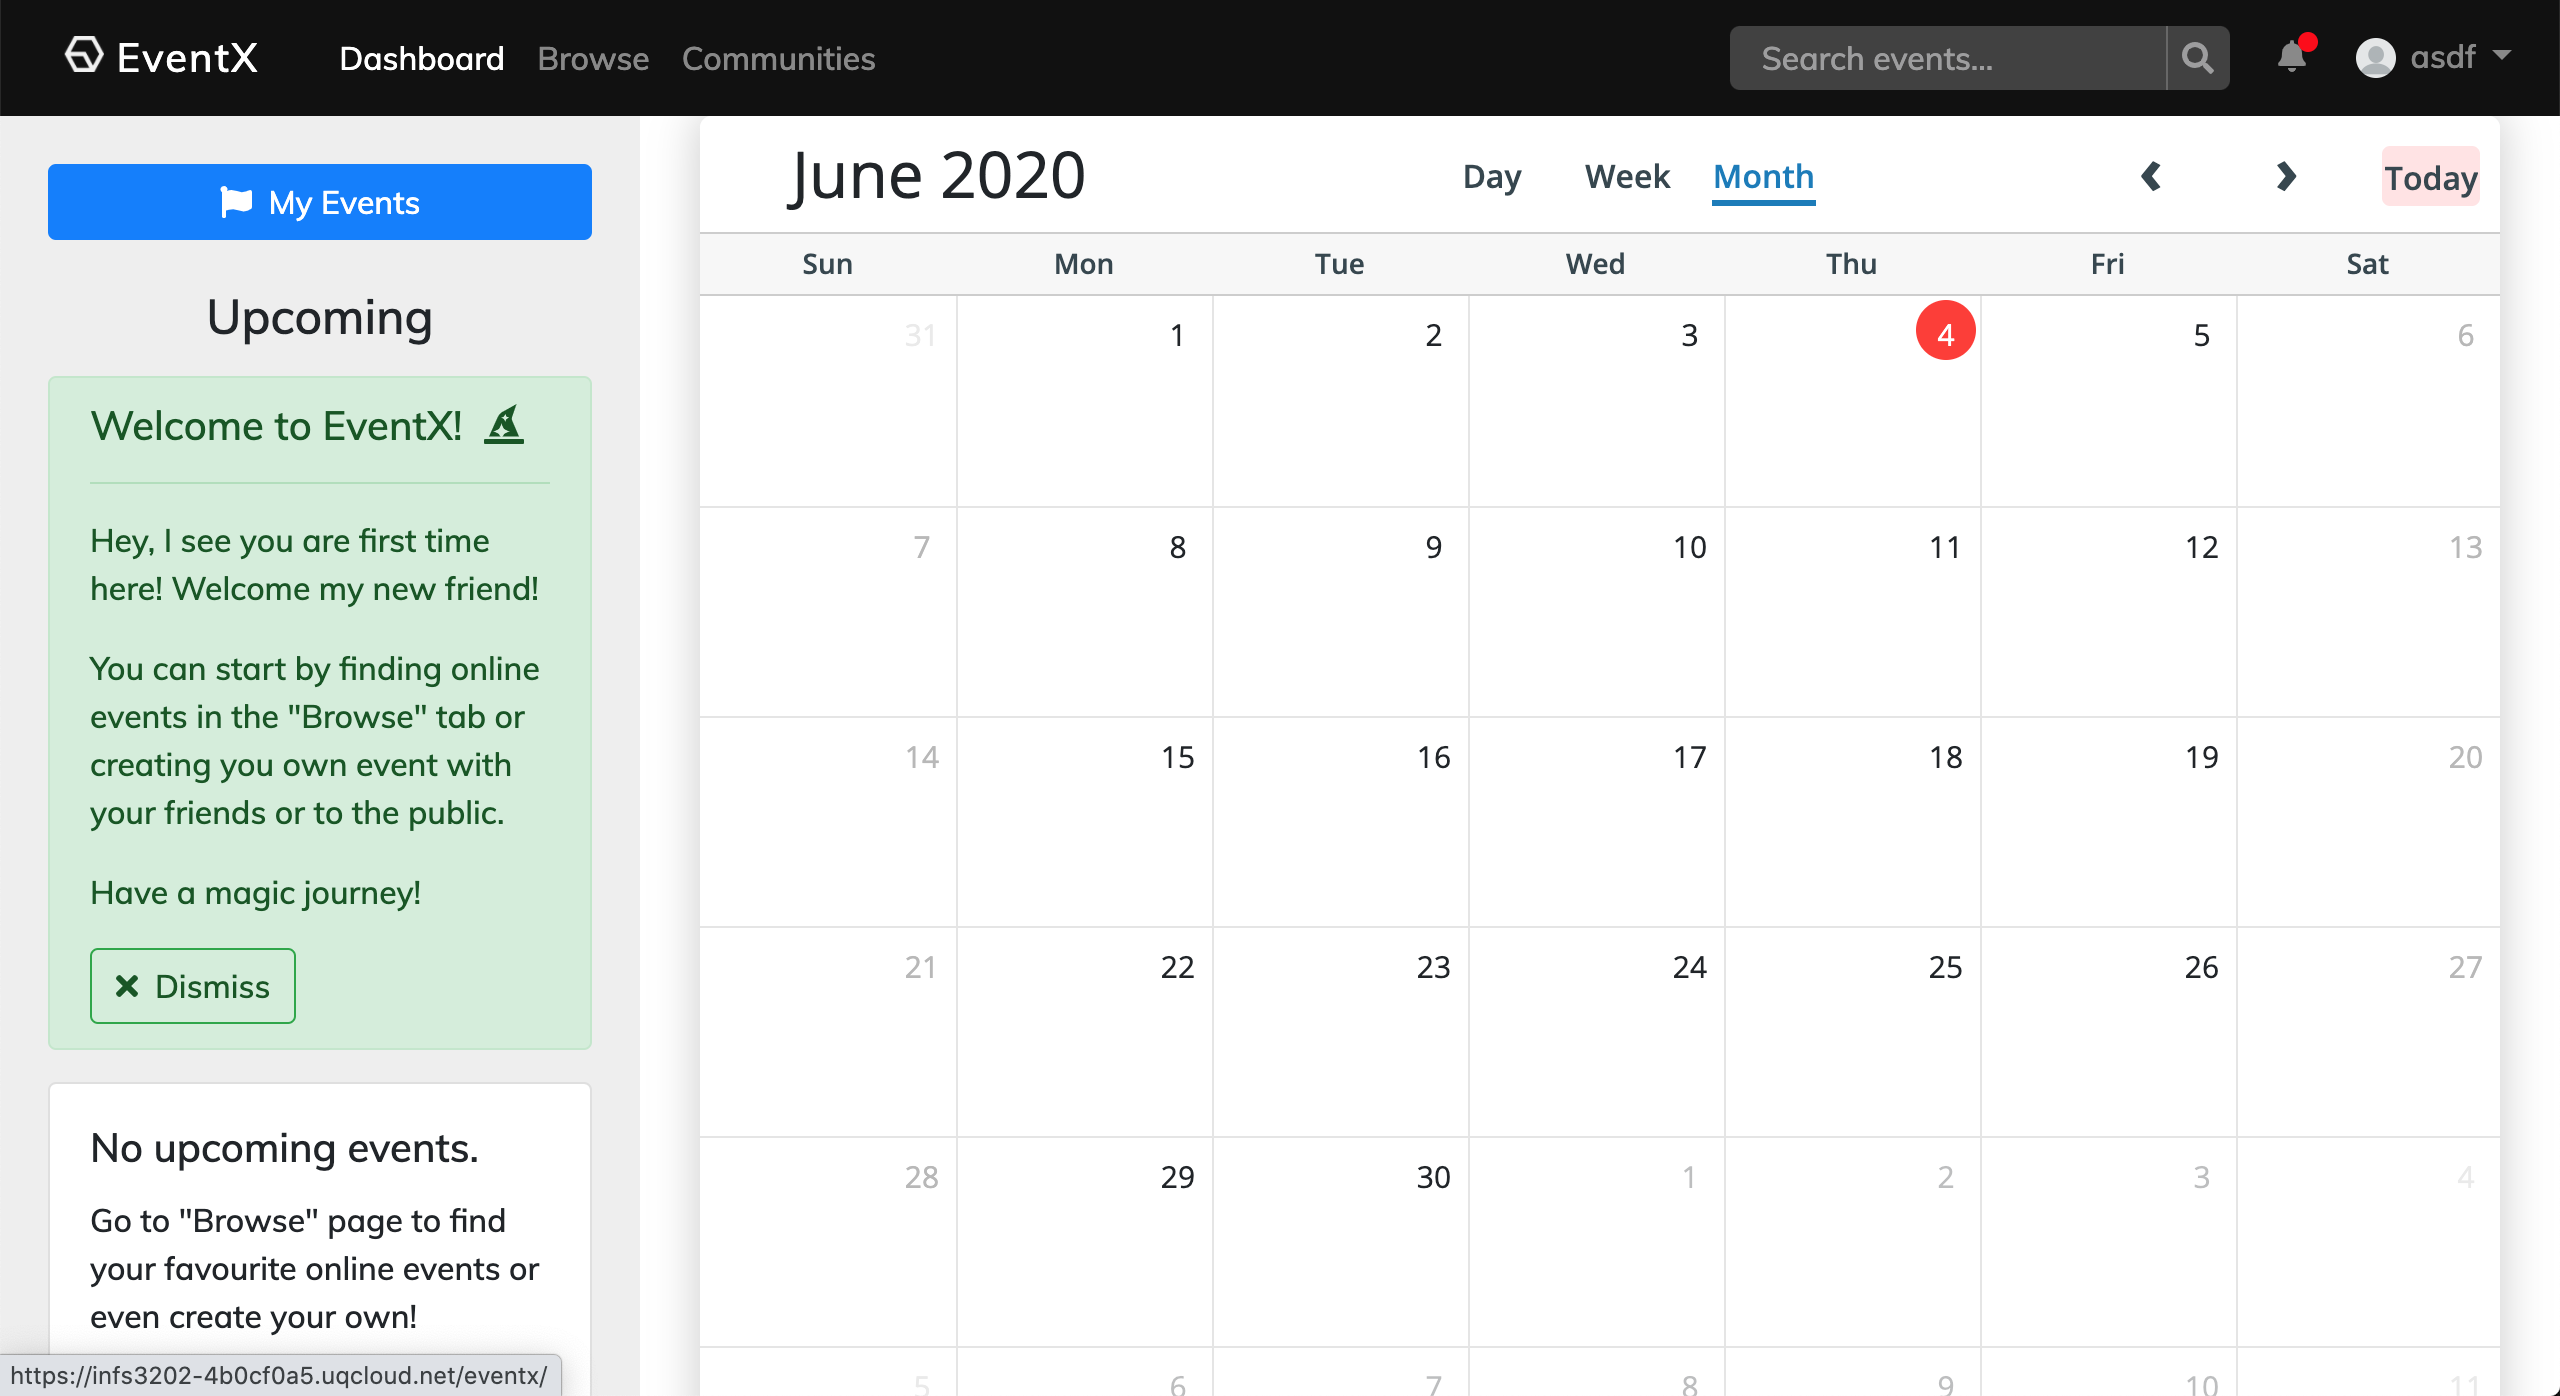 EventX Dashboard Browse Communities Search events... asdf
My Events
Upcoming
Welcome to EventX!
Hey, I see you are first time
here! Welcome my new friend!
You can start by finding online
events in the "Browse" tab or
creating you own event with
your friends or to the public.
Have a magic journey!
Dismiss
No upcoming events.
Go to "Browse" page to find
your favourite online events or
even create your own!
https://infs3202-4b0cf0a5.uqcloud.net/eventx/
June 2020 Day Week Month Today
Sun Mon Tue Wed Thu Fri Sat
31 1 2 3 4 5 6
7 8 9 10 11 12 13
14 15 16 17 18 19 20
21 22 23 24 25 26 27
28 29 30 1 2 3 4
5 6 7 8 9 10 11